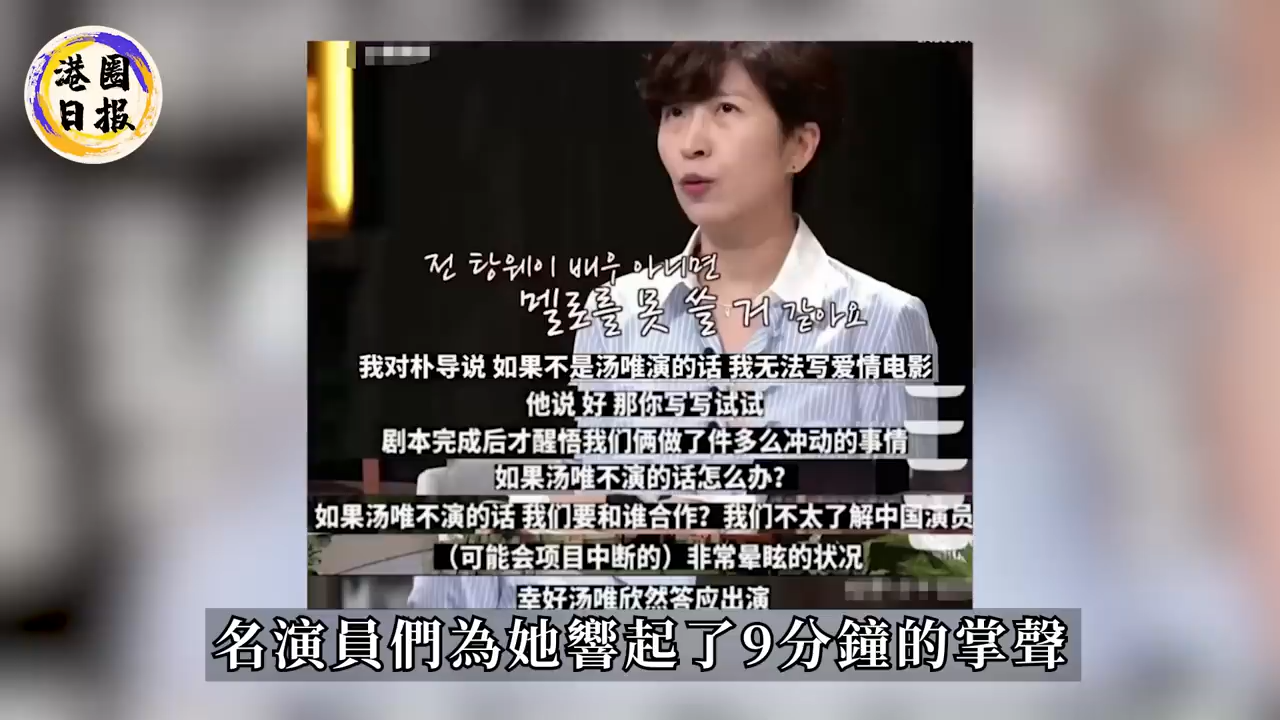 港圈
日报
전 탕웨이 배우 아니면
멜로를 못 쓸 거 같아요
我对朴导说 如果不是汤唯演的话 我无法写爱情电影
他说 好 那你写写试试
剧本完成后才醒悟我们俩做了件多么冲动的事情
如果汤唯不演的话怎么办?
如果汤唯不演的话 我们要和谁合作? 我们不太了解中国演员
（可能会项目中断的）非常晕眩的状况
幸好汤唯欣然答应出演
名演員們為她響起了9分鐘的掌聲